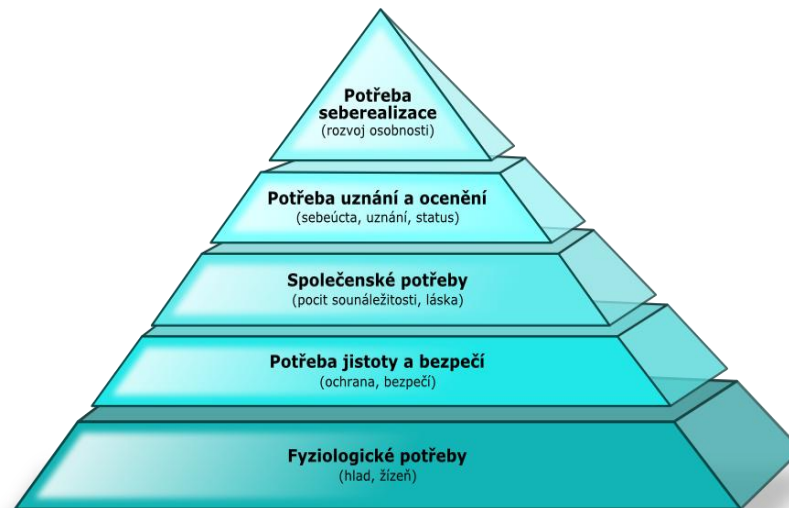 Potřeba
seberealizace
(rozvoj osobnosti)
Potřeba uznání a ocenění
(sebeúcta, uznání, status)
Společenské potřeby
(pocit sounáležitosti, láska)
Potřeba jistoty a bezpečí
(ochrana, bezpečí)
Fyziologické potřeby
(hlad, žízeň)